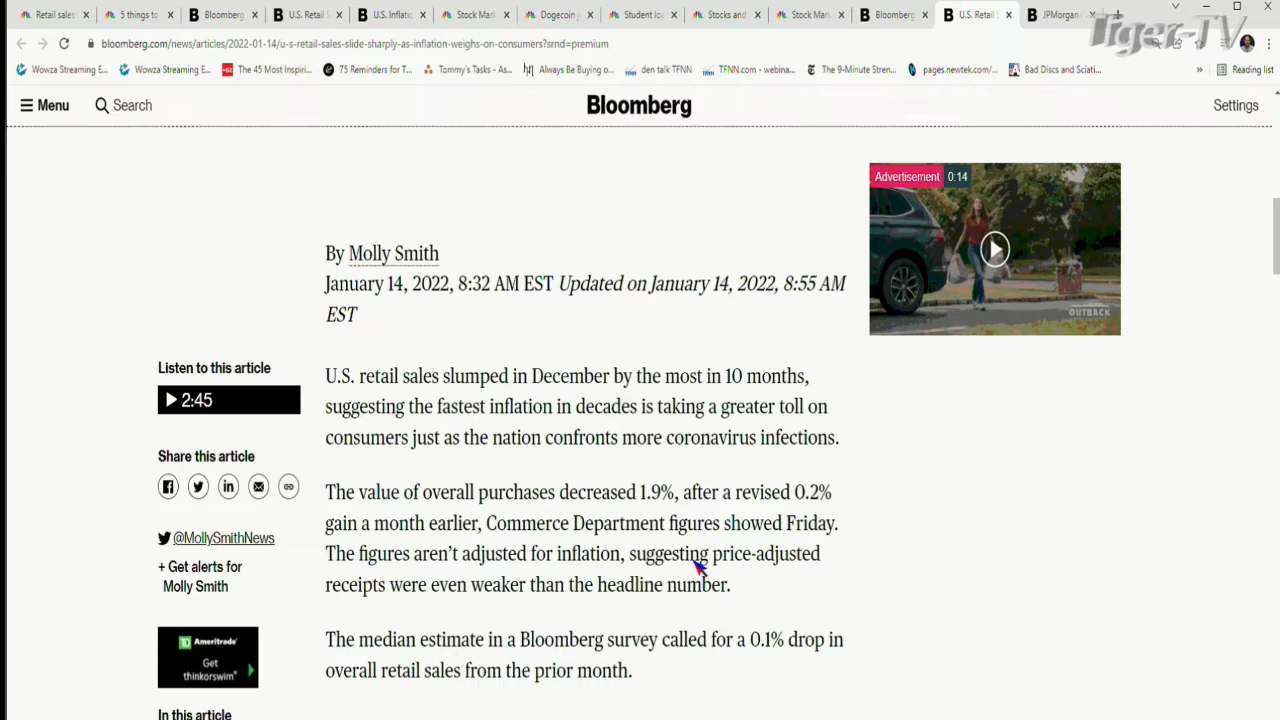 Retail sales
5 things to
Bloomberg
U.S. Retail
U.S. Inflati
Stock Mark
Dogecoin
Student loa
Stocks and
Stock Mark
Bloomberg
U.S. Retail
JPMorgan
Tiger-TV
bloomberg.com/news/articles/2022-01-14/u-s-retail-sales-slide-sharply-as-inflation-weighs-on-consumers?srnd=premium
Wowza Streaming E...
Wowza Streaming E...
The 45 Most Inspiri...
75 Reminders for T...
Tommy's Tasks - As...
Always Be Buying o...
den talk TFNN
TFNN.com - webina...
The 9-Minute Stren...
pages.newtek.com/...
Bad Discs and Sciati...
»
Reading list
Menu
Search
Bloomberg
Settings
Advertisement 0:14
OUTBACK
By Molly Smith
January 14, 2022, 8:32 AM EST Updated on January 14, 2022, 8:55 AM
EST
Listen to this article
2:45
U.S. retail sales slumped in December by the most in 10 months,
suggesting the fastest inflation in decades is taking a greater toll on
consumers just as the nation confronts more coronavirus infections.
Share this article
The value of overall purchases decreased 1.9%, after a revised 0.2%
gain a month earlier, Commerce Department figures showed Friday.
The figures aren't adjusted for inflation, suggesting price-adjusted
receipts were even weaker than the headline number.
@MollySmithNews
+ Get alerts for
Molly Smith
TD Ameritrade
Get
thinkorswim®
The median estimate in a Bloomberg survey called for a 0.1% drop in
overall retail sales from the prior month.
In this article